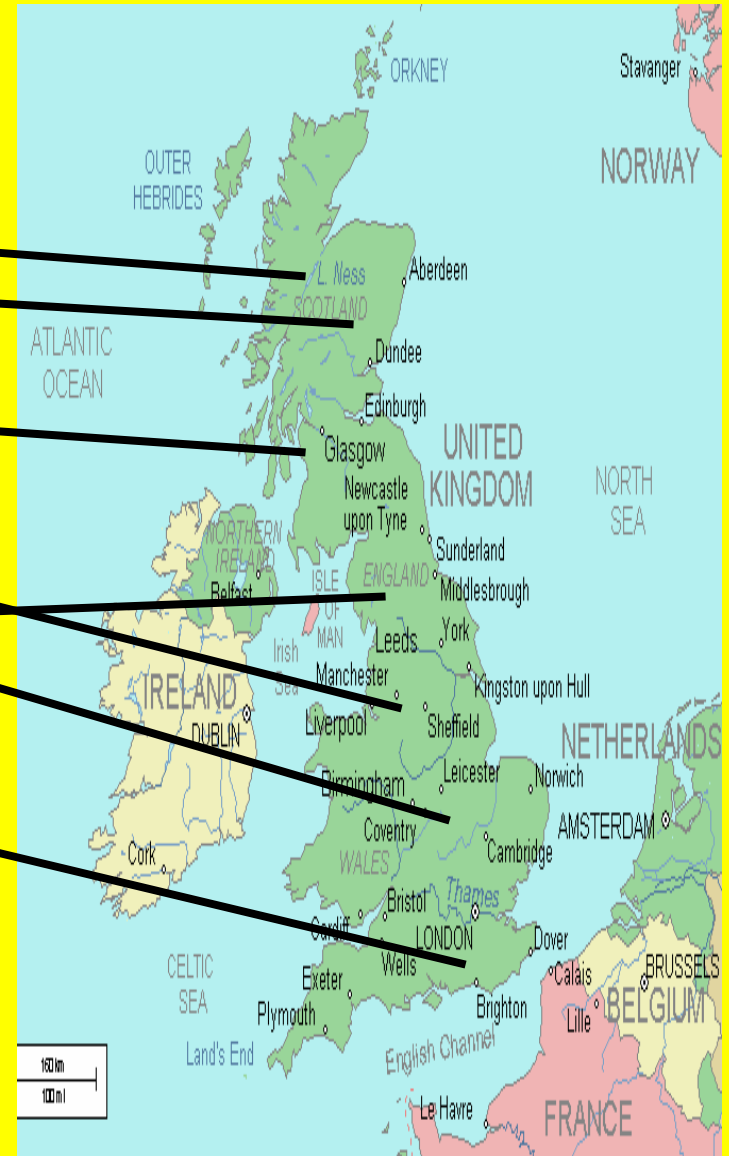 ORKNEY
Stavanger
NORWAY
OUTER
HEBRIDES
L. Ness
Aberdeen
SCOTLAND
ATLANTIC
OCEAN
Dundee
Edinburgh
Glasgow
UNITED
KINGDOM
NORTH
SEA
Newcastle
upon Tyne
NORTHERN
IRELAND
Sunderland
Belfast
ISLE
OF
MAN
ENGLAND
Middlesbrough
Leeds
York
Irish
Sea
Manchester
Kingston upon Hull
IRELAND
DUBLIN
Liverpool
Sheffield
NETHERLANDS
Birmingham
Leicester
Norwich
AMSTERDAM
Coventry
Cambridge
Cork
WALES
Thames
Bristol
Cardiff
LONDON
Dover
CELTIC
SEA
Wells
Exeter
Calais
BRUSSELS
BELGIUM
Plymouth
Brighton
Lille
Land's End
English Channel
160 km
100 mi
Le Havre
FRANCE